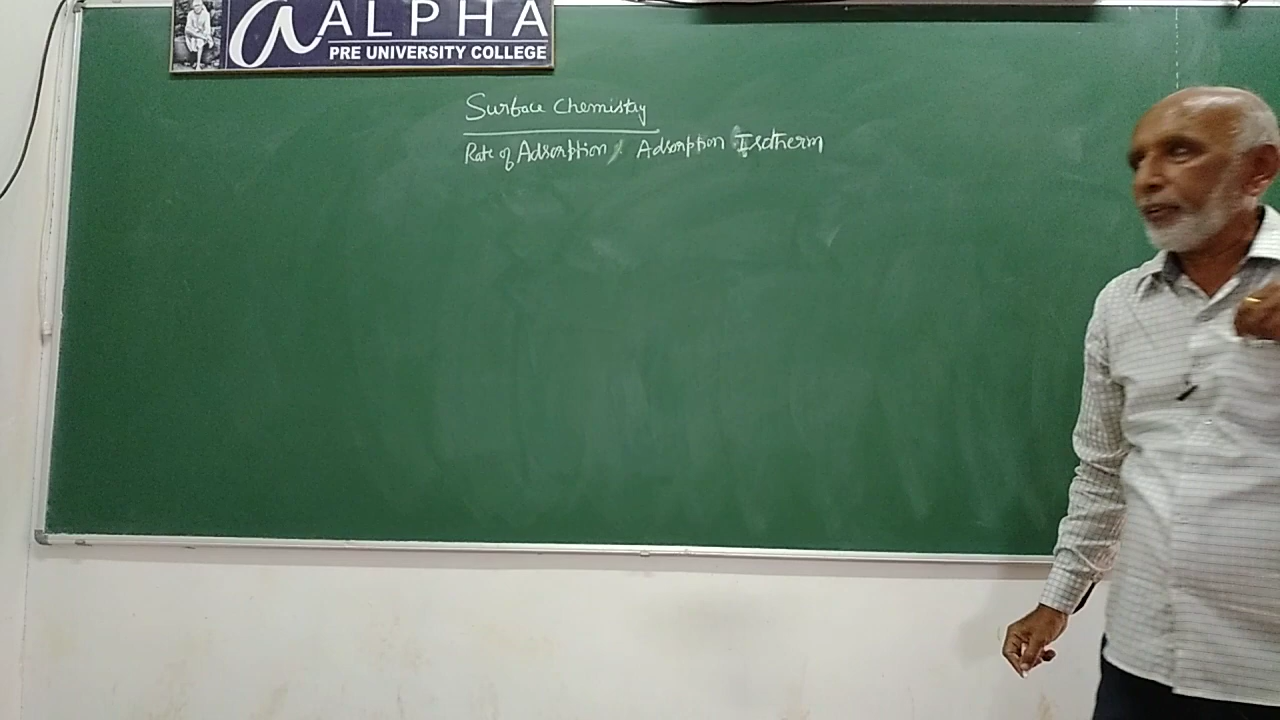 ALPHA
PRE UNIVERSITY COLLEGE
Surface Chemistry
Rate of Adsorption / Adsorption Isotherm